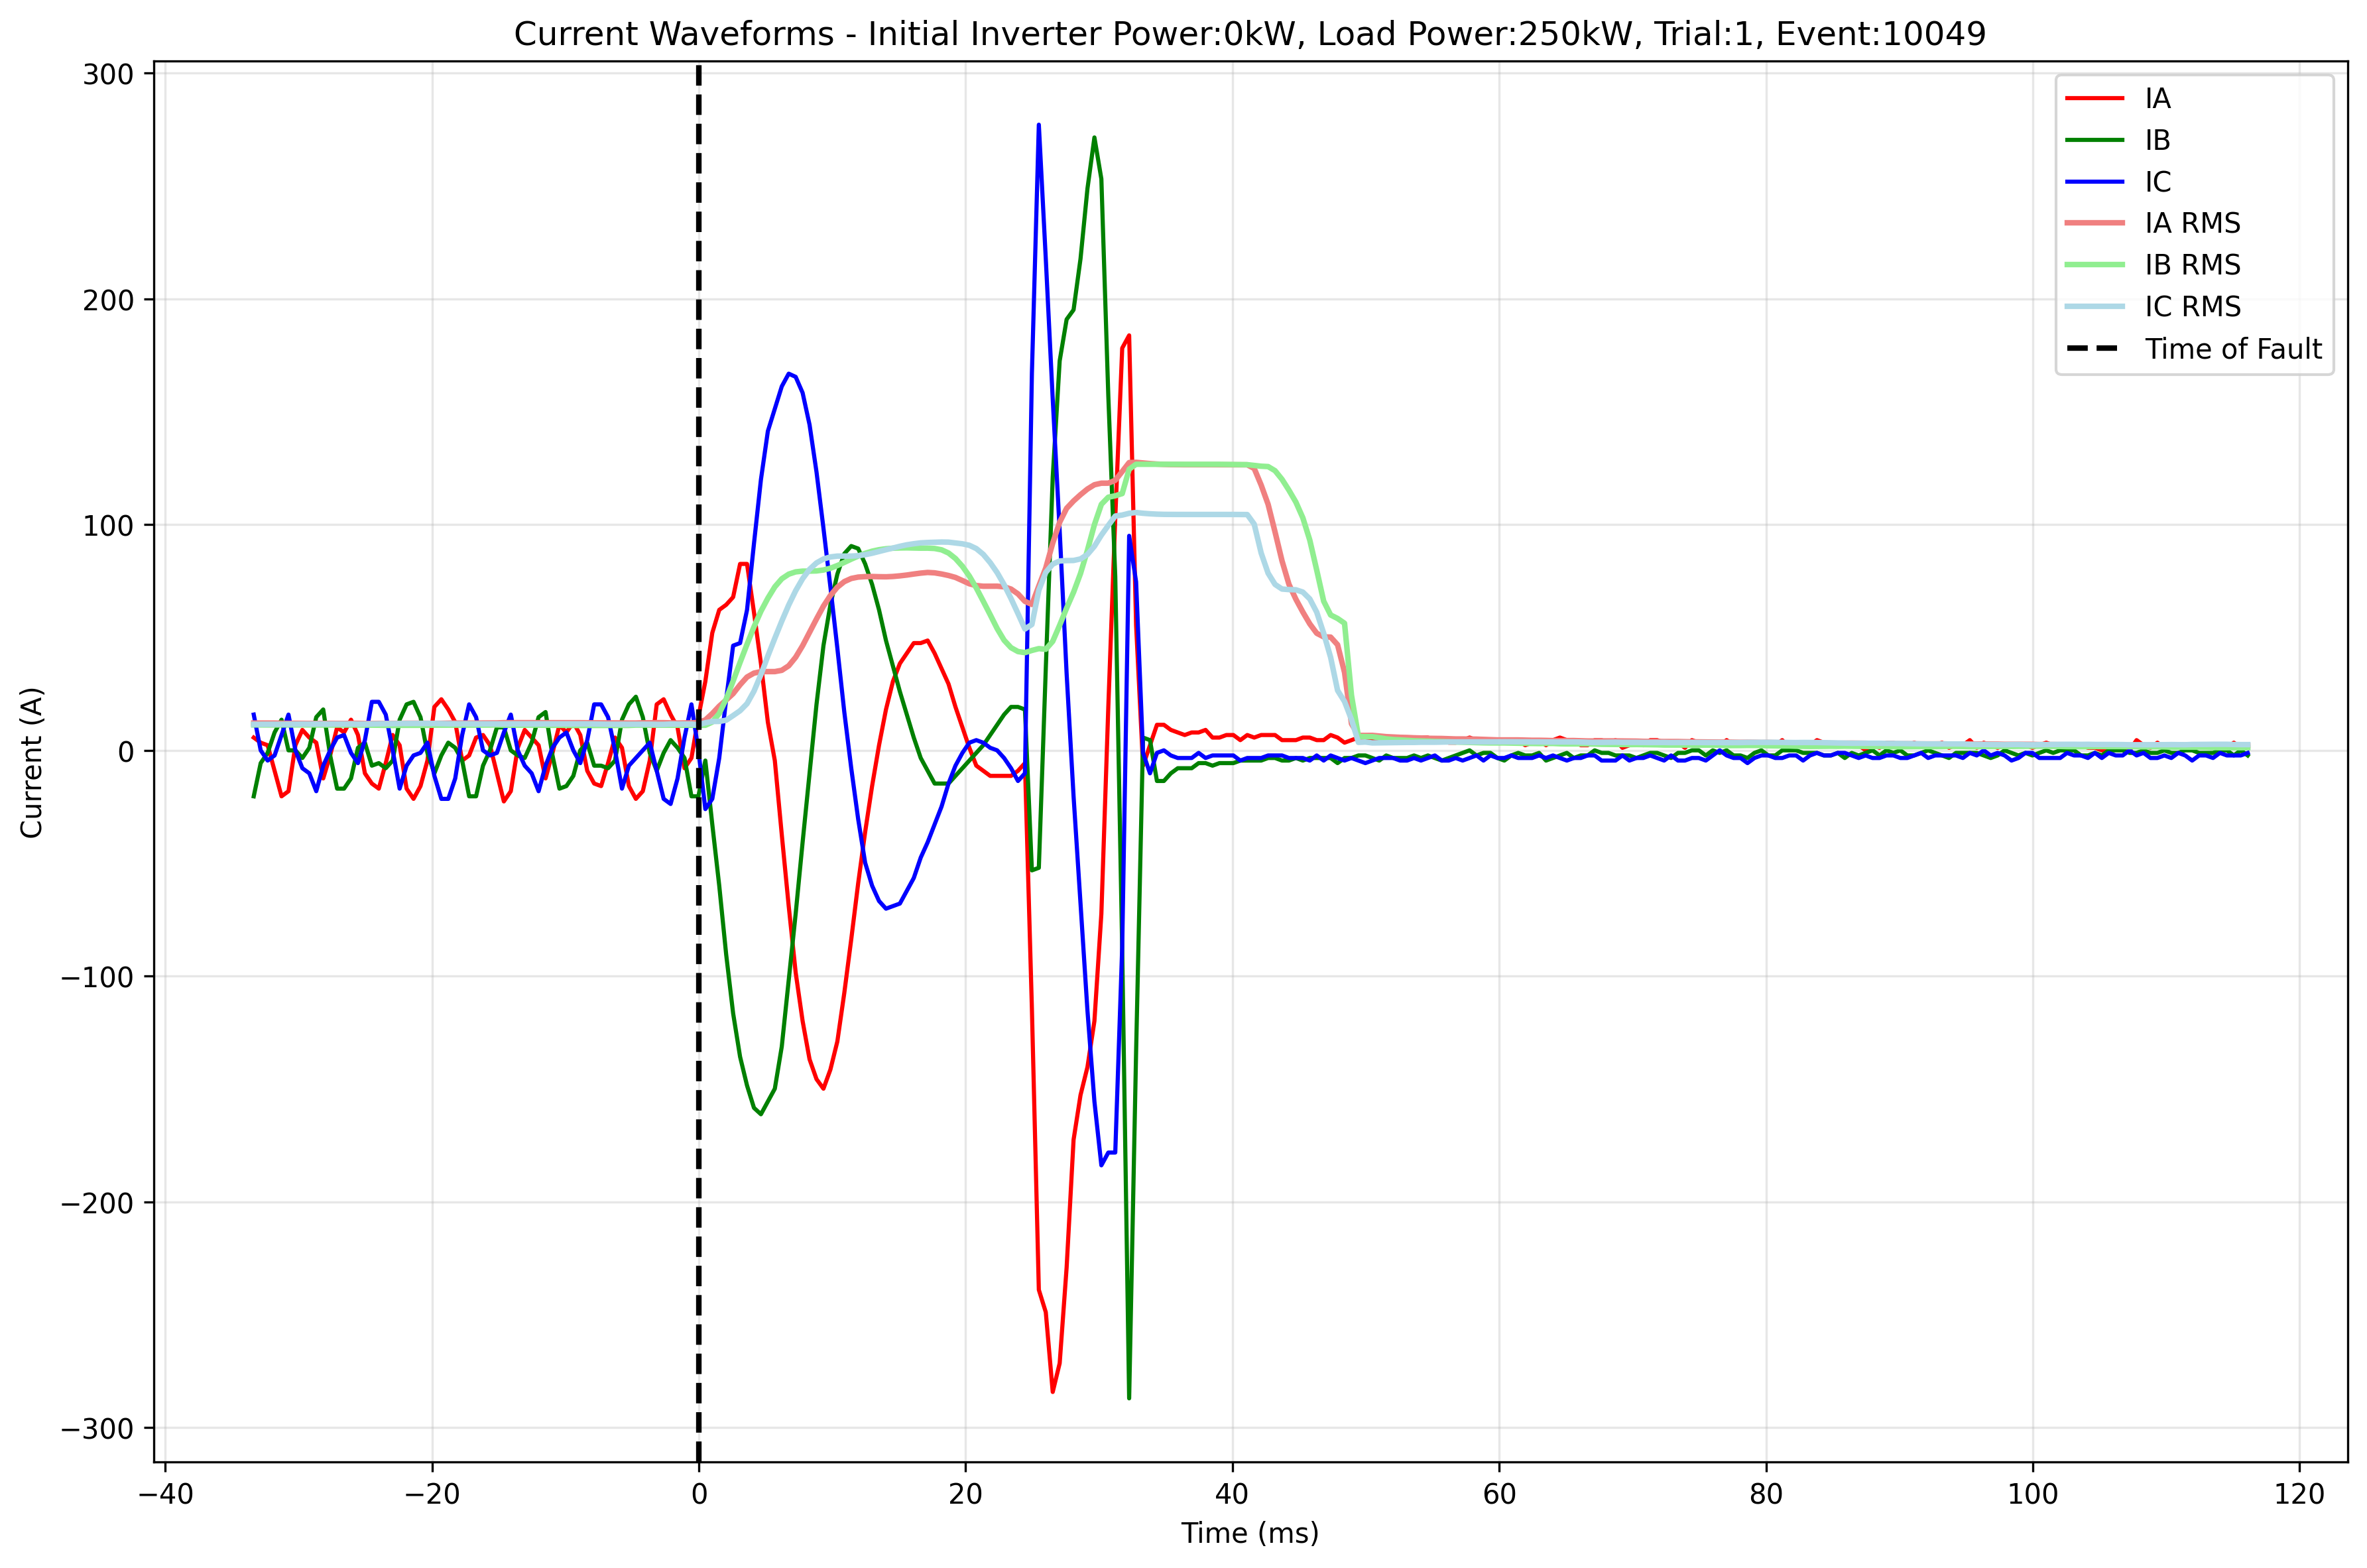 Current Waveforms - Initial Inverter Power:0kW, Load Power:250kW, Trial:1, Event:10049
300
200
100
0
−100
−200
−300
Current (A)
IA
IB
IC
IA RMS
IB RMS
IC RMS
Time of Fault
−40 −20 0 20 40 60 80 100 120
Time (ms)